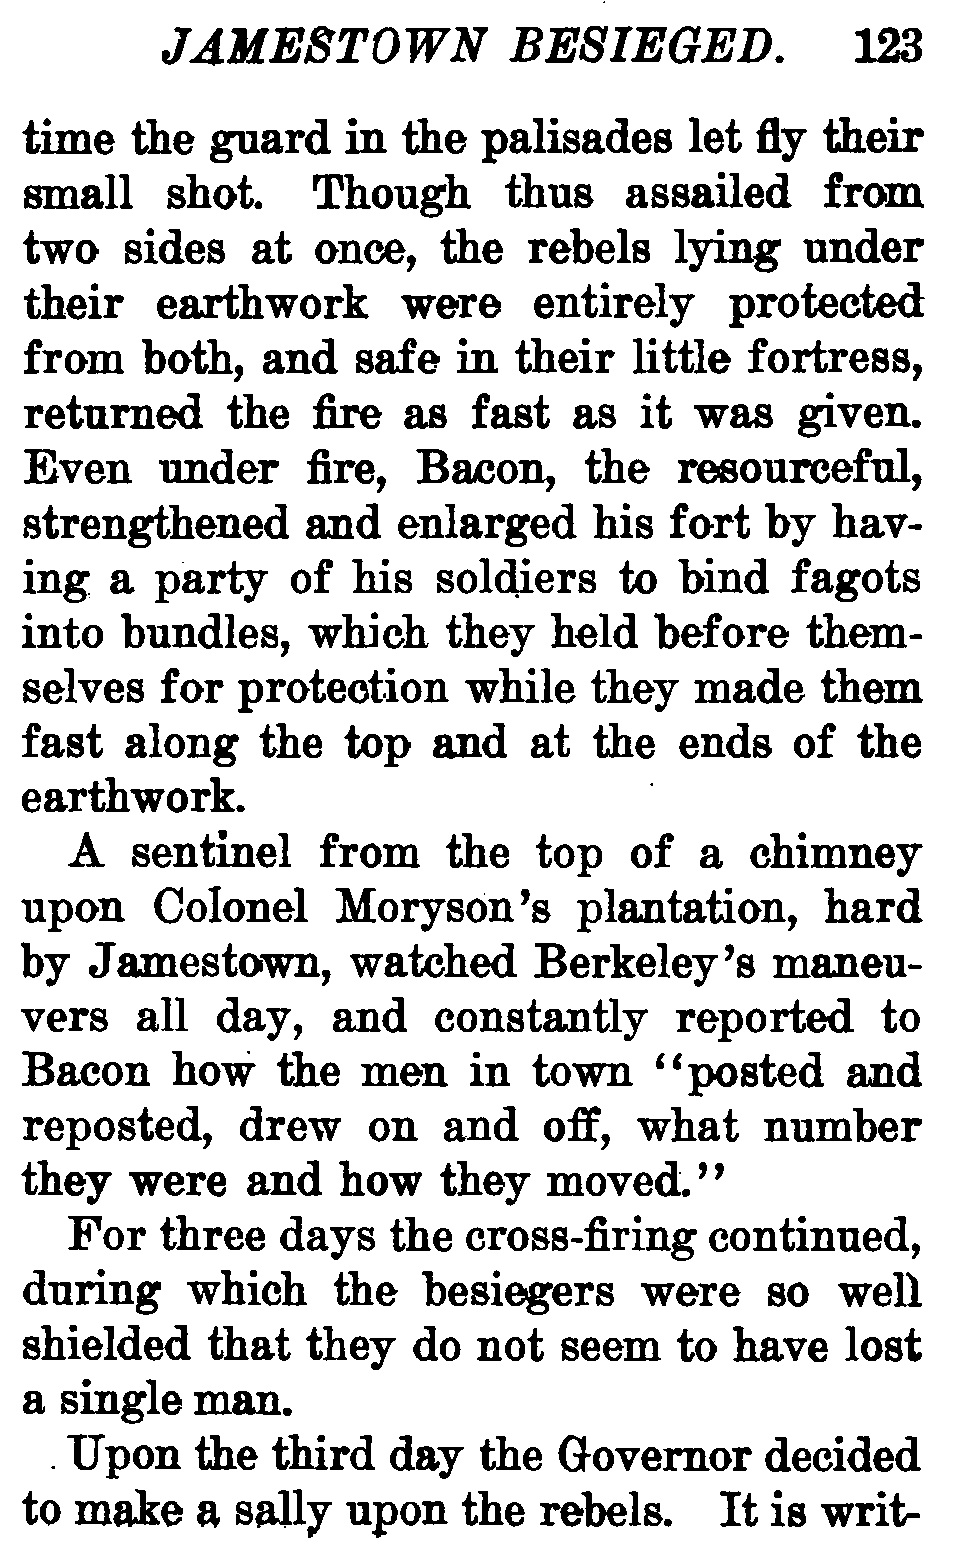 JAMESTOWN BESIEGED. 123
time the guard in the palisades let fly their
small shot. Though thus assailed from
two sides at once, the rebels lying under
their earthwork were entirely protected
from both, and safe in their little fortress,
returned the fire as fast as it was given.
Even under fire, Bacon, the resourceful,
strengthened and enlarged his fort by hav-
ing a party of his soldiers to bind fagots
into bundles, which they held before them-
selves for protection while they made them
fast along the top and at the ends of the
earthwork.
A sentinel from the top of a chimney
upon Colonel Moryson's plantation, hard
by Jamestown, watched Berkeley's maneu-
vers all day, and constantly reported to
Bacon how the men in town "posted and
reposted, drew on and off, what number
they were and how they moved."
For three days the cross-firing continued,
during which the besiegers were so well
shielded that they do not seem to have lost
a single man.
Upon the third day the Governor decided
to make a sally upon the rebels. It is writ-